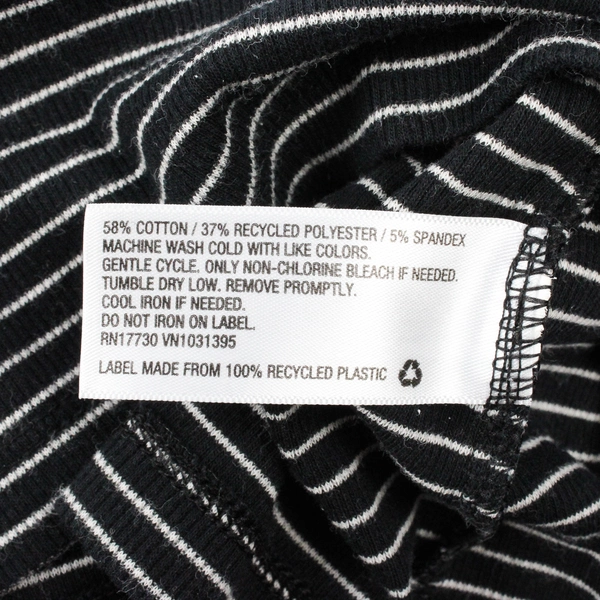 58% COTTON / 37% RECYCLED POLYESTER / 5% SPANDEX
MACHINE WASH COLD WITH LIKE COLORS.
GENTLE CYCLE. ONLY NON-CHLORINE BLEACH IF NEEDED.
TUMBLE DRY LOW. REMOVE PROMPTLY.
COOL IRON IF NEEDED.
DO NOT IRON ON LABEL.
RN17730 VN1031395
LABEL MADE FROM 100% RECYCLED PLASTIC